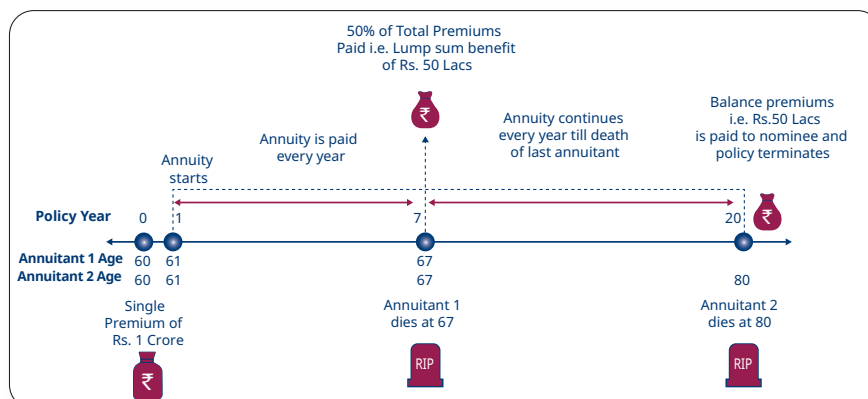 50% of Total Premiums
Paid i.e. Lump sum benefit
of Rs. 50 Lacs
₹
Balance premiums
i.e. Rs.50 Lacs
is paid to nominee and
policy terminates
Annuity continues
every year till death
of last annuitant
Annuity is paid
every year
Annuity
starts
₹
Policy Year 0 1 7 20
Annuitant 1 Age 60 61 67
Annuitant 2 Age 60 61 67 80
Single
Premium of
Rs. 1 Crore
₹
Annuitant 1
dies at 67
RIP
Annuitant 2
dies at 80
RIP